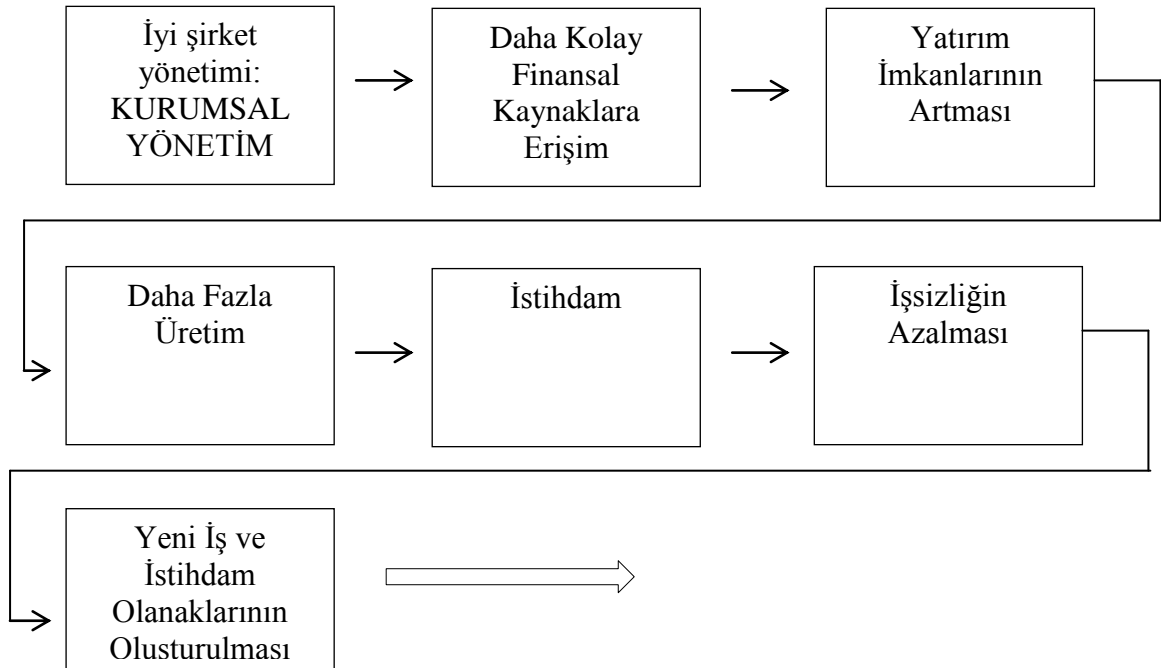 İyi şirket
yönetimi:
KURUMSAL
YÖNETİM
Daha Kolay
Finansal
Kaynaklara
Erişim
Yatırım
İmkanlarının
Artması
Daha Fazla
Üretim
İstihdam
İşsizliğin
Azalması
Yeni İş ve
İstihdam
Olanaklarının
Oluşturulması